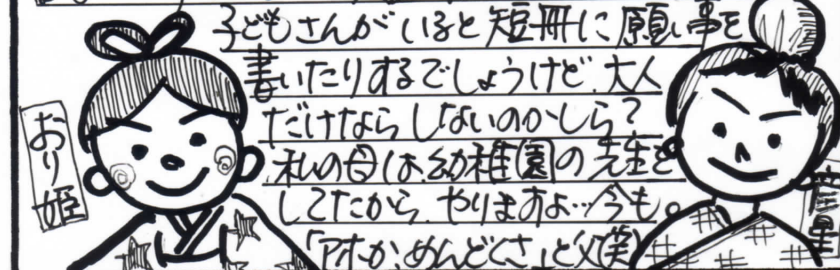 子どもさんがいると短冊に願い事を
書いたりするでしょうけど、大人
だけならしないのかしら?
私の母は、幼稚園の先生を
してたから、やりますよ…今も。
「アホか、めんどくさ」と父(笑)
おり姫